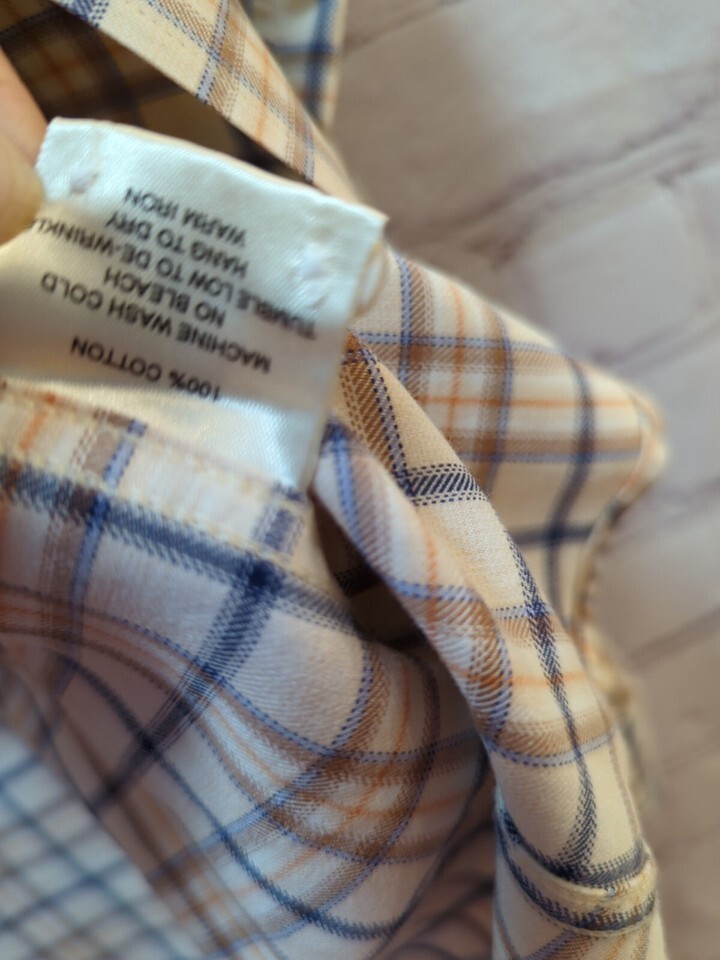 100% COTTON
MACHINE WASH COLD
NO BLEACH
TUMBLE LOW TO DE-WRINKL
HANG TO DRY
WARM IRON